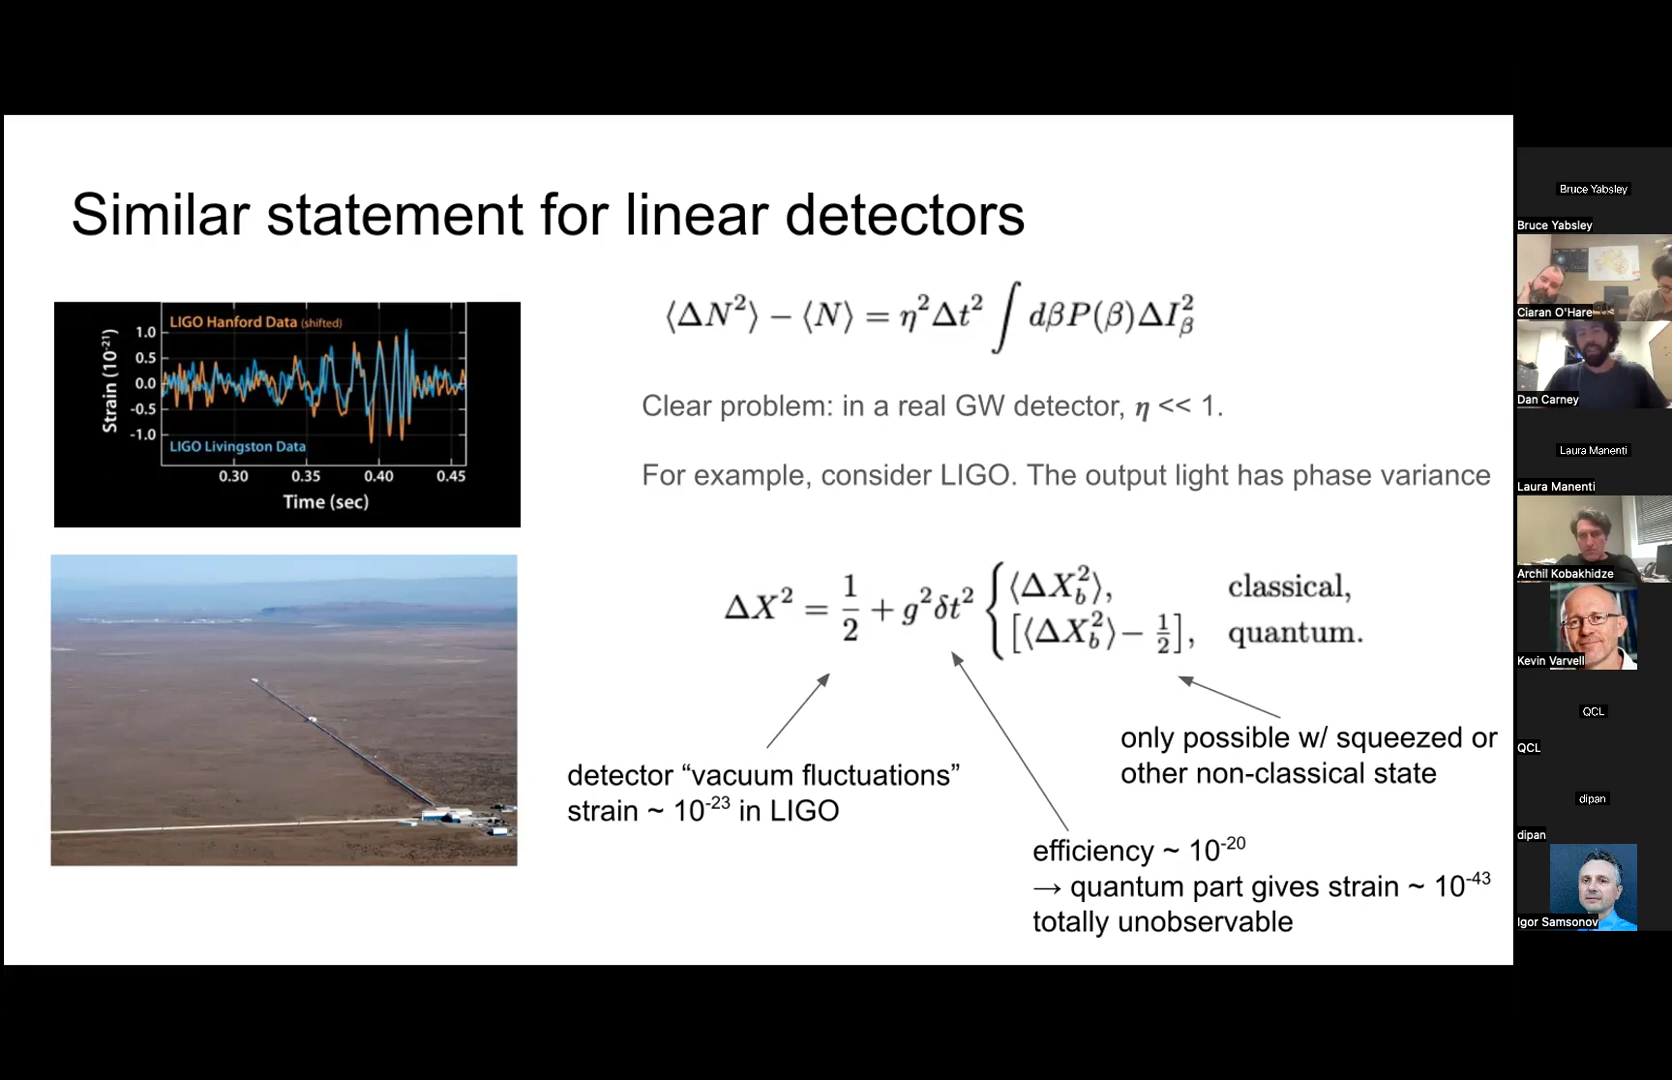 Similar statement for linear detectors
LIGO Hanford Data (shifted)
Strain (10⁻²¹)
1.0
0.5
0.0
-0.5
-1.0
LIGO Livingston Data
0.30 0.35 0.40 0.45
Time (sec)
⟨ΔN²⟩ − ⟨N⟩ = η²Δt² ∫ dβP(β)ΔI²_β
Clear problem: in a real GW detector, η << 1.
For example, consider LIGO. The output light has phase variance
ΔX² = 1/2 + g²δt² { ⟨ΔX_b²⟩, classical,
[⟨ΔX_b²⟩ − 1/2], quantum.
detector “vacuum fluctuations”
strain ~ 10⁻²³ in LIGO
only possible w/ squeezed or
other non-classical state
efficiency ~ 10⁻²⁰
→ quantum part gives strain ~ 10⁻⁴³
totally unobservable
Bruce Yabsley
Bruce Yabsley
Ciaran O'Hare
Dan Carney
Laura Manenti
Laura Manenti
Archil Kobakhidze
Kevin Varvell
QCL
QCL
dipan
dipan
Igor Samsonov